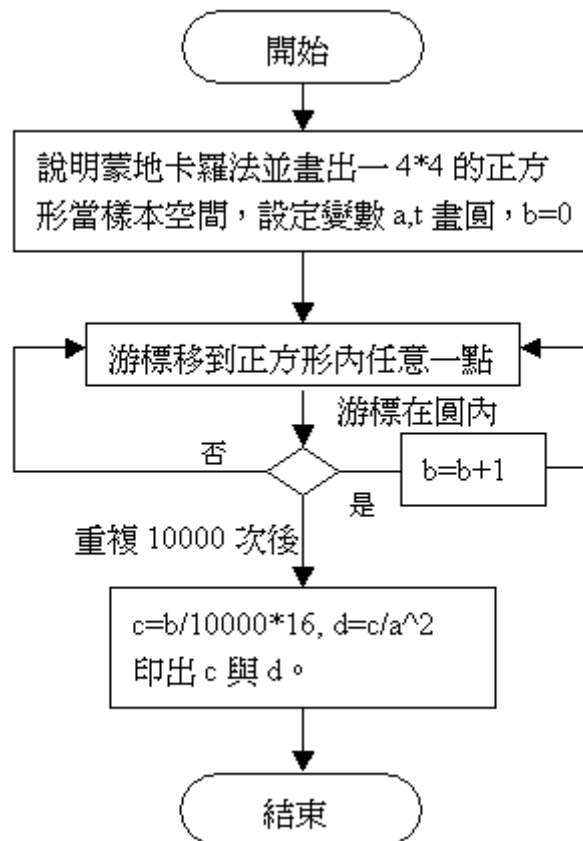 開始
說明蒙地卡羅法並畫出一 4*4 的正方
形當樣本空間，設定變數 a,t 畫圓，b=0
游標移到正方形內任意一點
游標在圓內
否
b=b+1
是
重複 10000 次後
c=b/10000*16, d=c/a^2
印出 c 與 d。
結束